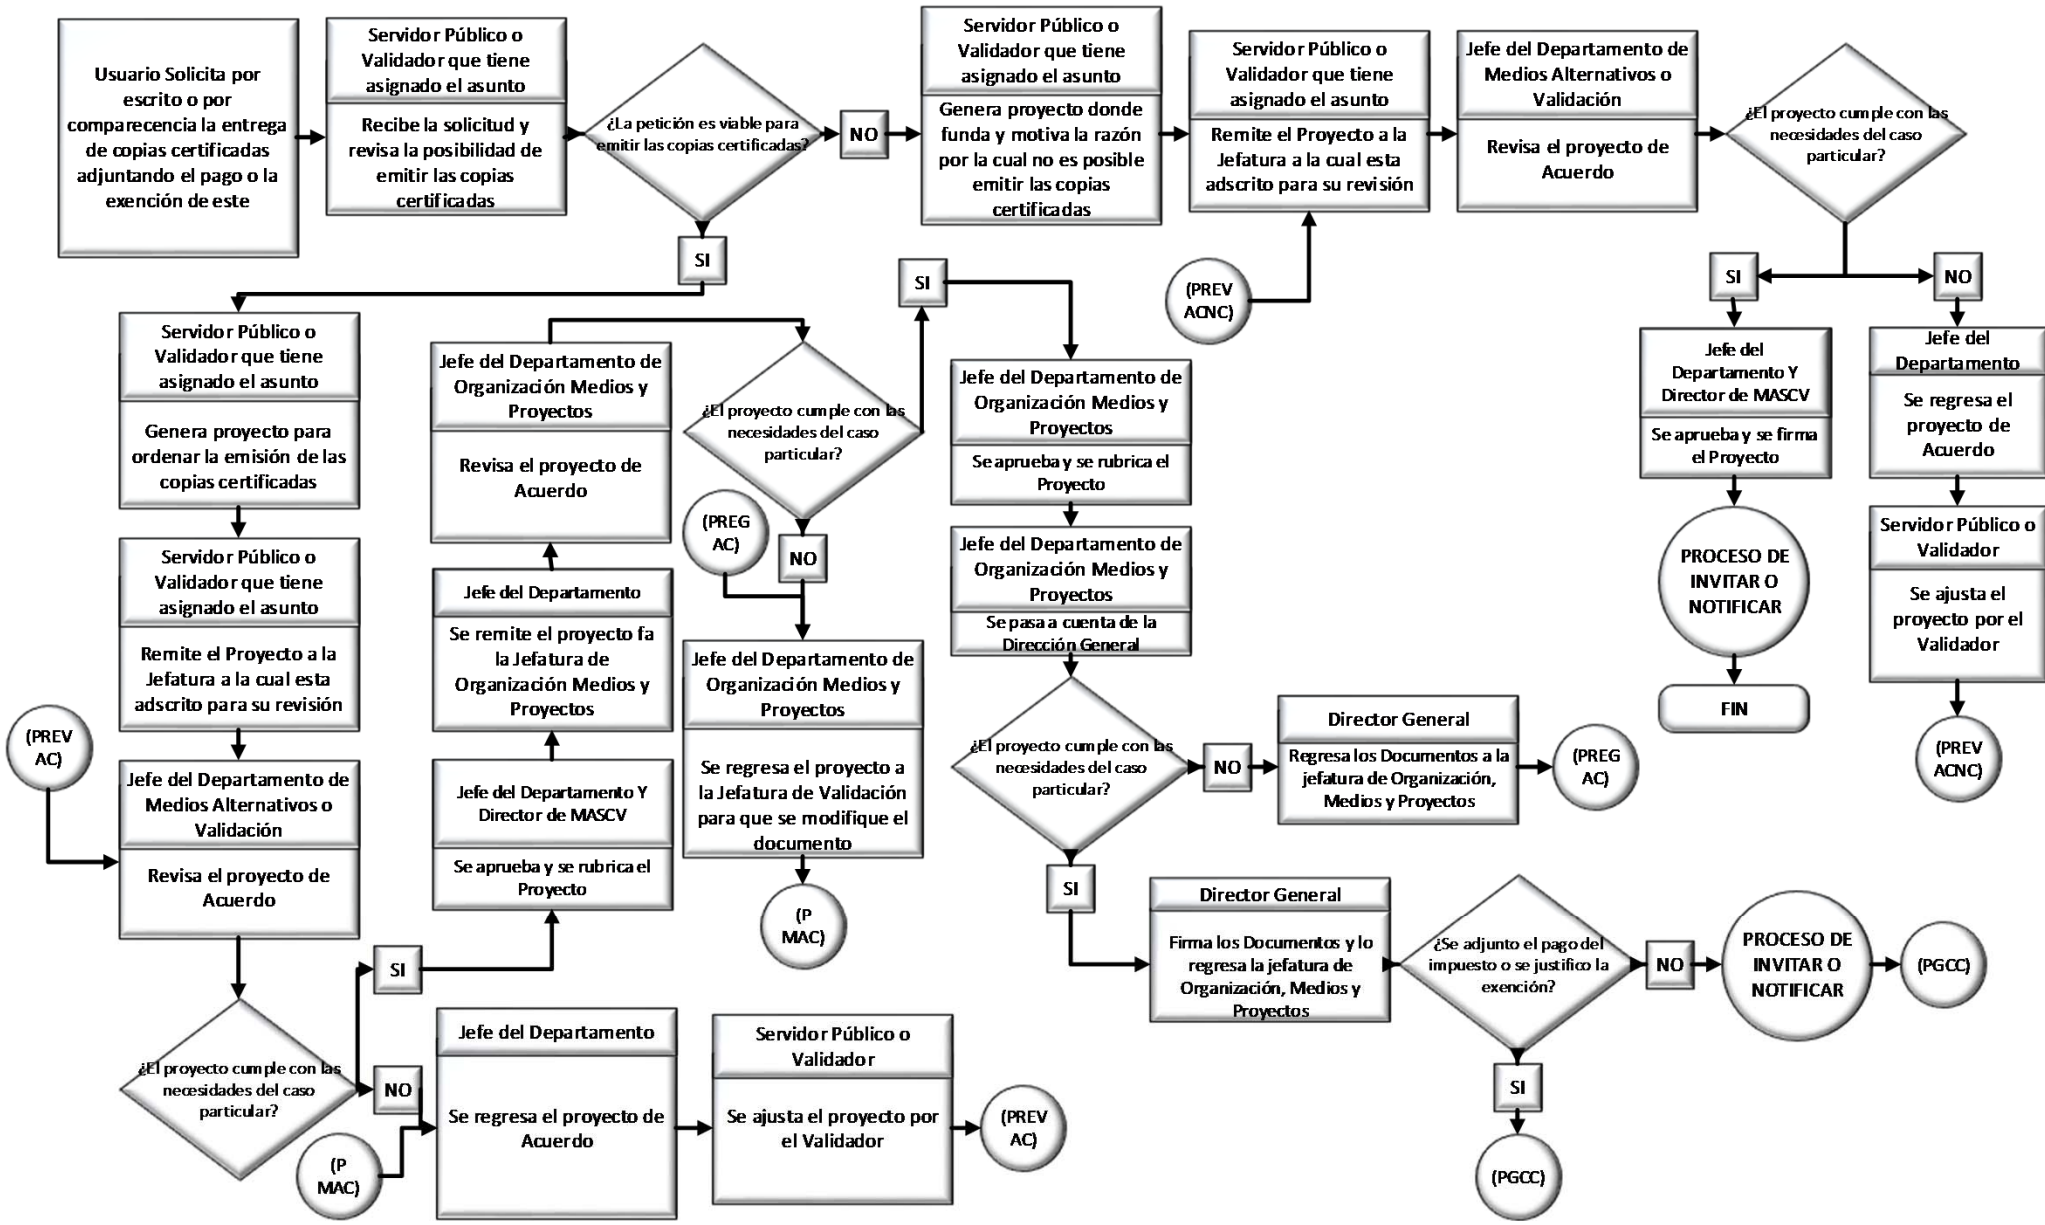 Usuario Solicita por
escrito o por
comparecencia la entrega
de copias certificadas
adjuntando el pago o la
exención de este
Servidor Público o
Validador que tiene
asignado el asunto
Recibe la solicitud y
revisa la posibilidad de
emitir las copias
certificadas
¿La petición es viable para
emitir las copias certificadas?
NO
Servidor Público o
Validador que tiene
asignado el asunto
Genera proyecto donde
funda y motiva la razón
por la cual no es posible
emitir las copias
certificadas
Servidor Público o
Validador que tiene
asignado el asunto
Remite el Proyecto a la
Jefatura a la cual esta
adscrito para su revisión
Jefe del Departamento de
Medios Alternativos o
Validación
Revisa el proyecto de
Acuerdo
¿El proyecto cumple con las
necesidades del caso
particular?
SI
(PREV
ACNC)
SI
NO
Jefe del
Departamento Y
Director de MASCV
Se aprueba y se firma
el Proyecto
PROCESO DE
INVITAR O
NOTIFICAR
FIN
Jefe del
Departamento
Se regresa el
proyecto de
Acuerdo
Servidor Público o
Validador
Se ajusta el
proyecto por el
Validador
(PREV
ACNC)
Servidor Público o
Validador que tiene
asignado el asunto
Genera proyecto para
ordenar la emisión de las
copias certificadas
Servidor Público o
Validador que tiene
asignado el asunto
Remite el Proyecto a la
Jefatura a la cual esta
adscrito para su revisión
(PREV
AC)
Jefe del Departamento de
Medios Alternativos o
Validación
Revisa el proyecto de
Acuerdo
¿El proyecto cumple con las
necesidades del caso
particular?
SI
NO
(P
MAC)
Jefe del Departamento
Se regresa el proyecto de
Acuerdo
Servidor Público o
Validador
Se ajusta el proyecto por
el Validador
(PREV
AC)
Jefe del Departamento Y
Director de MASCV
Se aprueba y se rubrica el
Proyecto
Jefe del Departamento
Se remite el proyecto fa
la Jefatura de
Organización Medios y
Proyectos
Jefe del Departamento de
Organización Medios y
Proyectos
Revisa el proyecto de
Acuerdo
¿El proyecto cumple con las
necesidades del caso
particular?
(PREG
AC)
NO
Jefe del Departamento de
Organización Medios y
Proyectos
Se regresa el proyecto a
la Jefatura de Validación
para que se modifique el
documento
(P
MAC)
SI
Jefe del Departamento de
Organización Medios y
Proyectos
Se aprueba y se rubrica el
Proyecto
Jefe del Departamento de
Organización Medios y
Proyectos
Se pasa a cuenta de la
Dirección General
¿El proyecto cumple con las
necesidades del caso
particular?
NO
Director General
Regresa los Documentos a la
jefatura de Organización,
Medios y Proyectos
(PREG
AC)
SI
Director General
Firma los Documentos y lo
regresa la jefatura de
Organización, Medios y
Proyectos
¿Se adjunto el pago del
impuesto o se justifico la
exención?
NO
PROCESO DE
INVITAR O
NOTIFICAR
(PGCC)
SI
(PGCC)